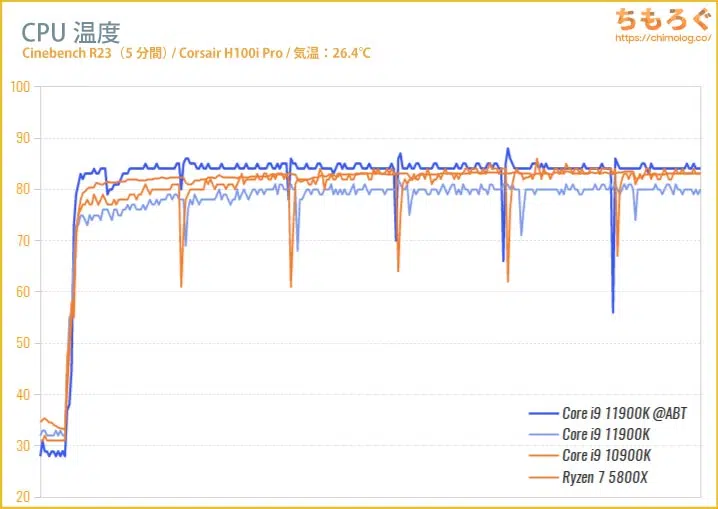 CPU 温度
ちもろぐ
https://chimolog.co/
Cinebench R23（5 分間）/ Corsair H100i Pro / 気温：26.4℃
100
90
80
70
60
50
40
30
20
Core i9 11900K @ABT
Core i9 11900K
Core i9 10900K
Ryzen 7 5800X